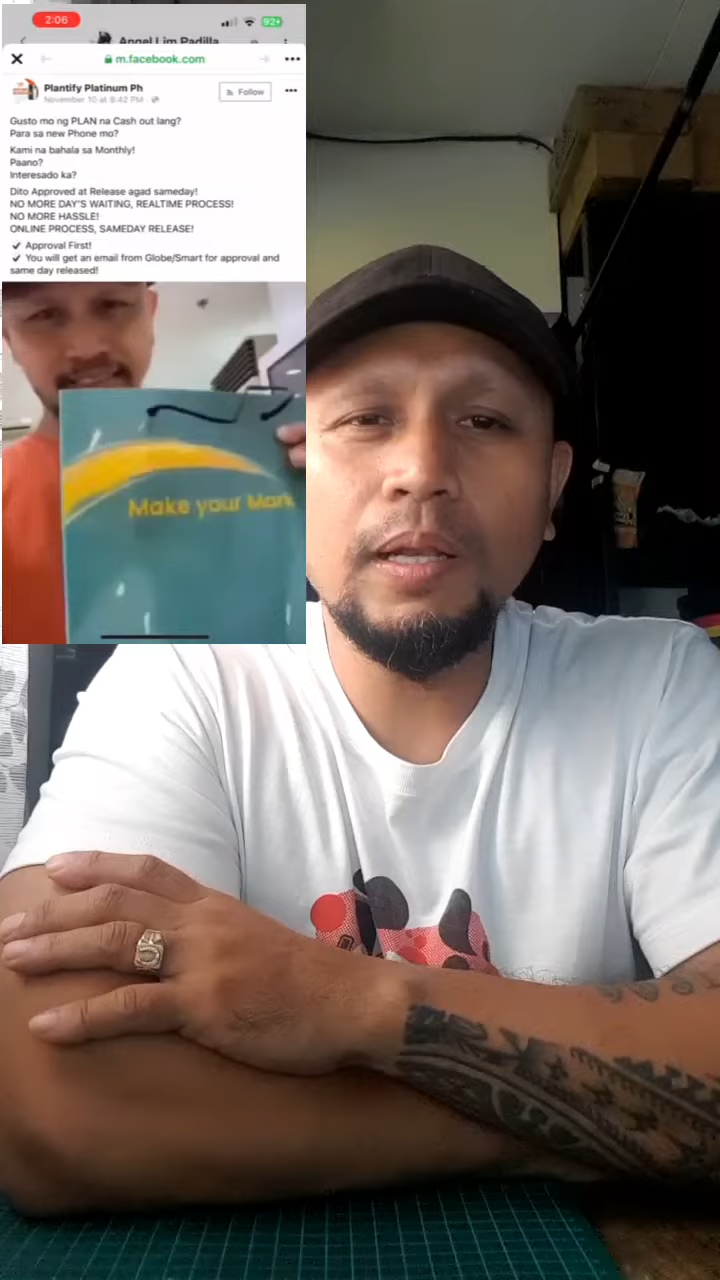 2:06
92+
Angel Lim Padilla
m.facebook.com
Plantify Platinum Ph
November 10 at 8:42 PM
Follow
Gusto mo ng PLAN na Cash out lang?
Para sa new Phone mo?
Kami na bahala sa Monthly!
Paano?
Interesado ka?
Dito Approved at Release agad sameday!
NO MORE DAY'S WAITING, REALTIME PROCESS!
NO MORE HASSLE!
ONLINE PROCESS, SAMEDAY RELEASE!
✔ Approval First!
✔ You will get an email from Globe/Smart for approval and
same day released!
Make your Mark